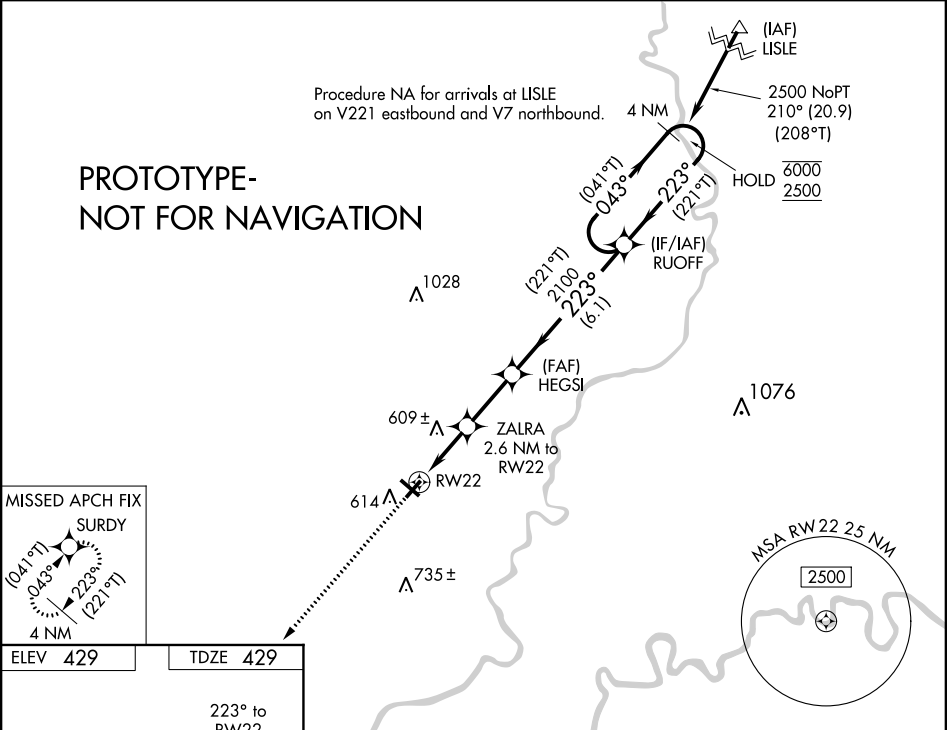 (IAF)
LISLE
Procedure NA for arrivals at LISLE
on V221 eastbound and V7 northbound.
2500 NoPT
210° (20.9)
(208°T)
4 NM
HOLD 6000
2500
PROTOTYPE-
NOT FOR NAVIGATION
(041°T)
043°
223°
(221°T)
(IF/IAF)
RUOFF
(221°T)
2100
223°
(6.1)
1028
(FAF)
HEGSI
1076
609±
ZALRA
2.6 NM to
RW22
RW22
614
MISSED APCH FIX
SURDY
(041°T)
043°
223°
(221°T)
4 NM
735±
MSA RW22 25 NM
2500
ELEV 429
TDZE 429
223° to
RW22